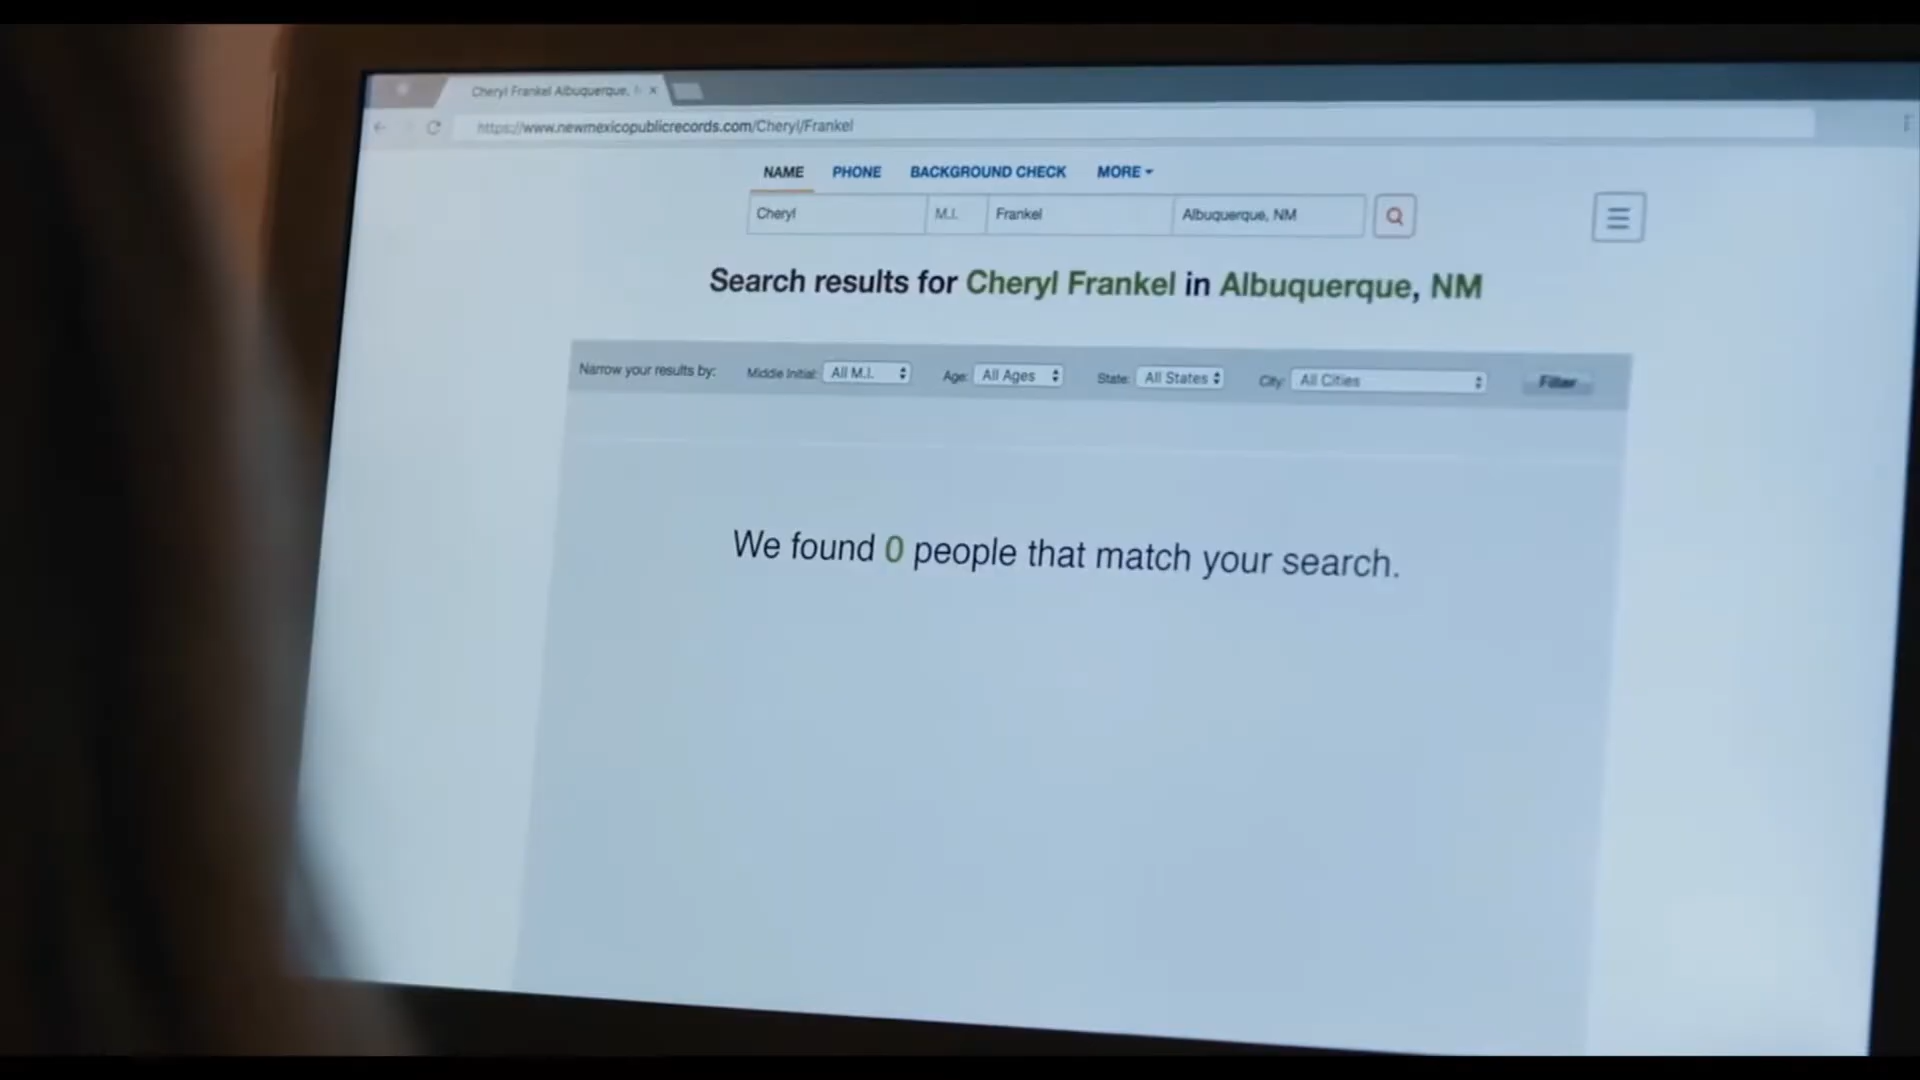 Cheryl Frankel Albuquerque,
https://www.newmexicopublicrecords.com/Cheryl/Frankel
NAME PHONE BACKGROUND CHECK MORE
Cheryl M.I. Frankel Albuquerque, NM
Search results for Cheryl Frankel in Albuquerque, NM
Narrow your results by: Middle Initial: All M.I. Age: All Ages State: All States City: All Cities Filter
We found 0 people that match your search.